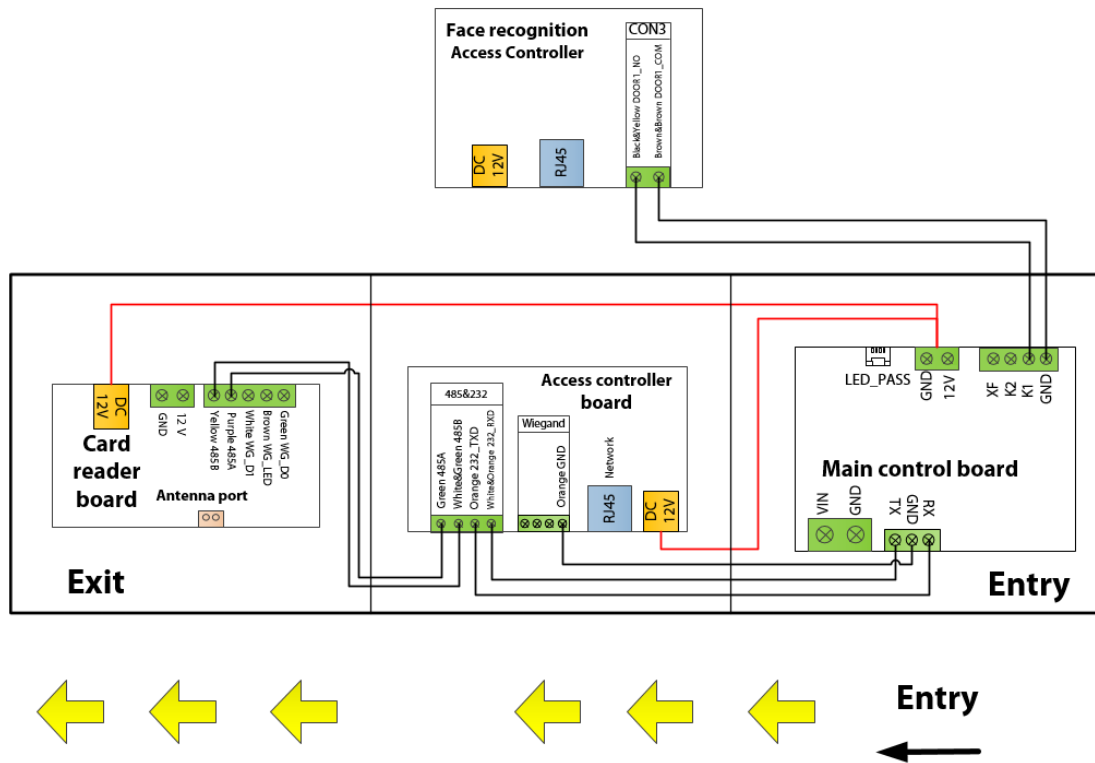 Face recognition
Access Controller
CON3
Black&Yellow DOOR1_NO
Brown&Brown DOOR1_COM
DC
12V
RJ45
DC
12V
GND
12 V
Yellow 485B
Purple 485A
White WG_D1
Brown WG_LED
Green WG_D0
Card
reader
board
Antenna port
Exit
Access controller
board
485&232
Green 485A
White&Green 485B
Orange 232_TXD
White&Orange 232_RXD
Wiegand
Orange GND
Network
RJ45
DC
12V
LED_PASS
GND
12V
XF
K2
K1
GND
Main control board
VIN
GND
TX
GND
RX
Entry
Entry